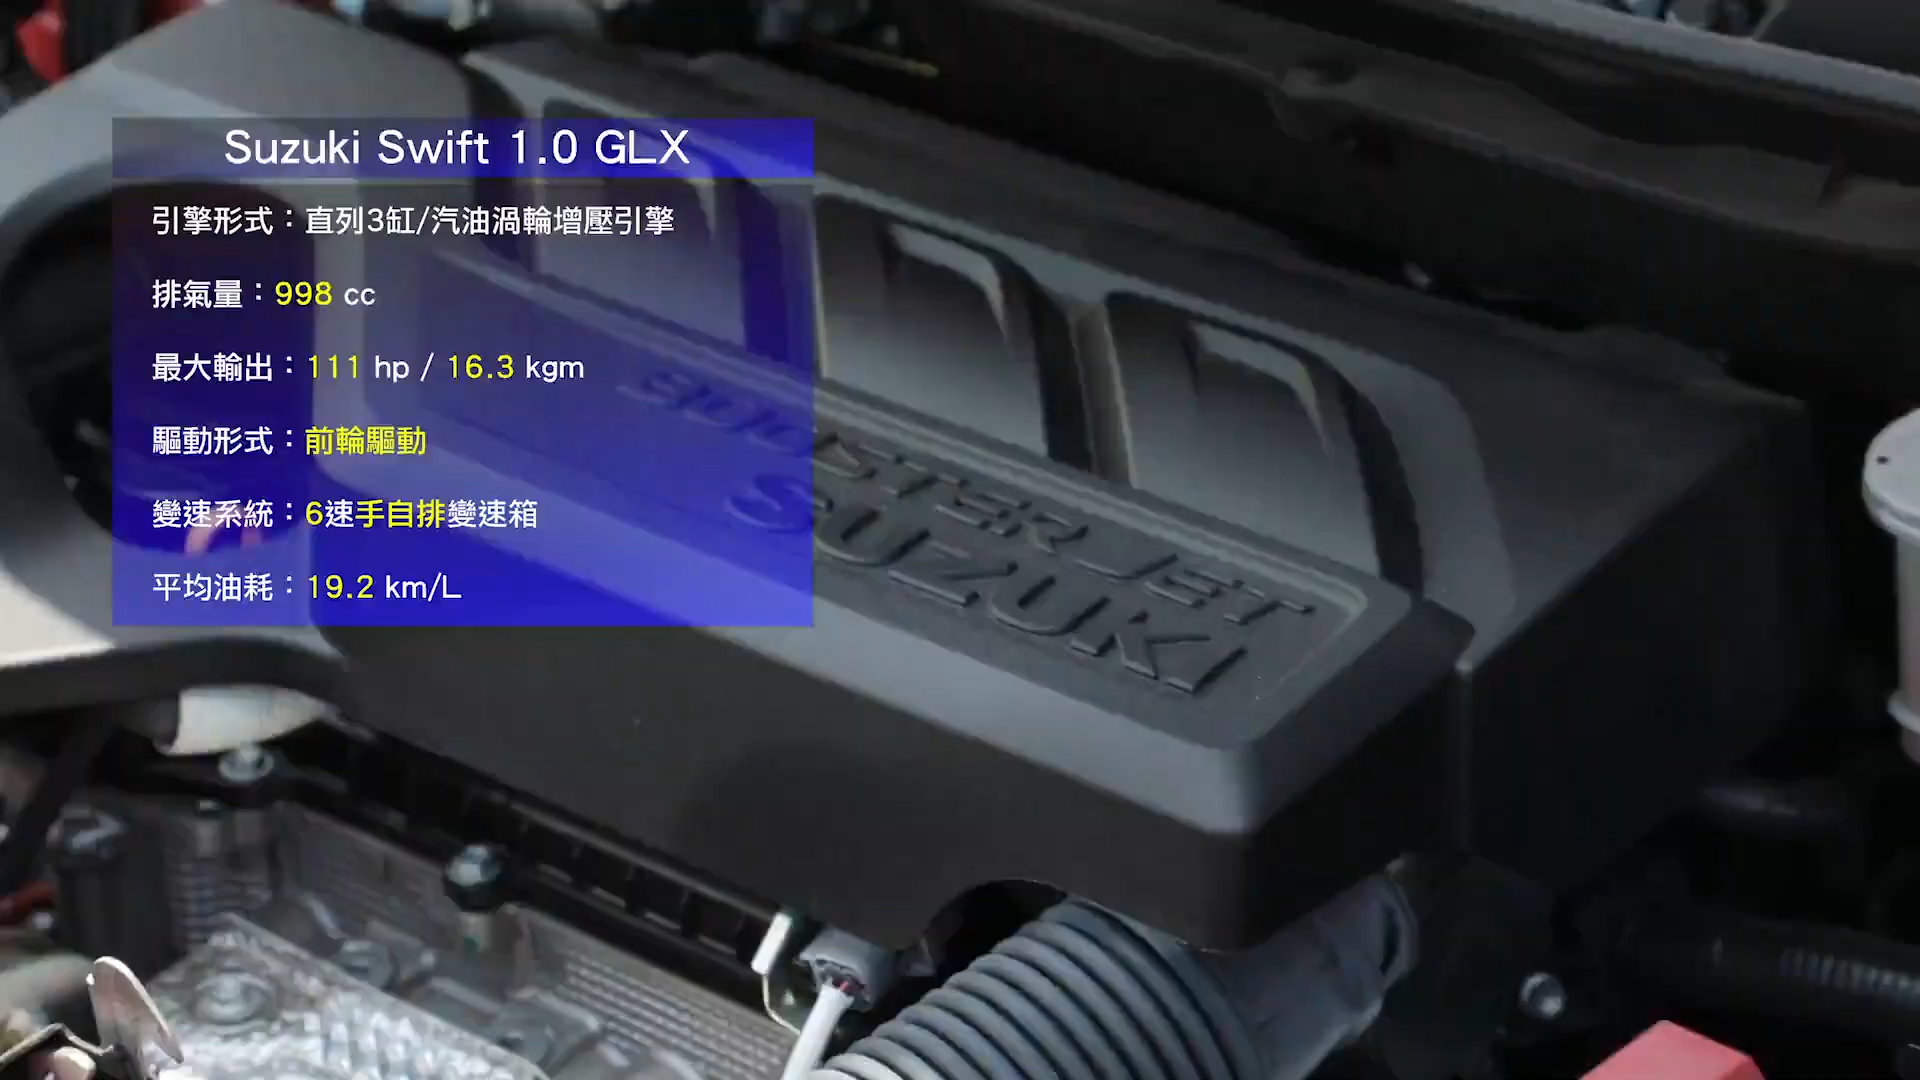 Suzuki Swift 1.0 GLX
引擎形式：直列3缸/汽油渦輪增壓引擎
排氣量：998 cc
最大輸出：111 hp / 16.3 kgm
驅動形式：前輪驅動
變速系統：6速手自排變速箱
平均油耗：19.2 km/L
BOOSTERJET
SUZUKI